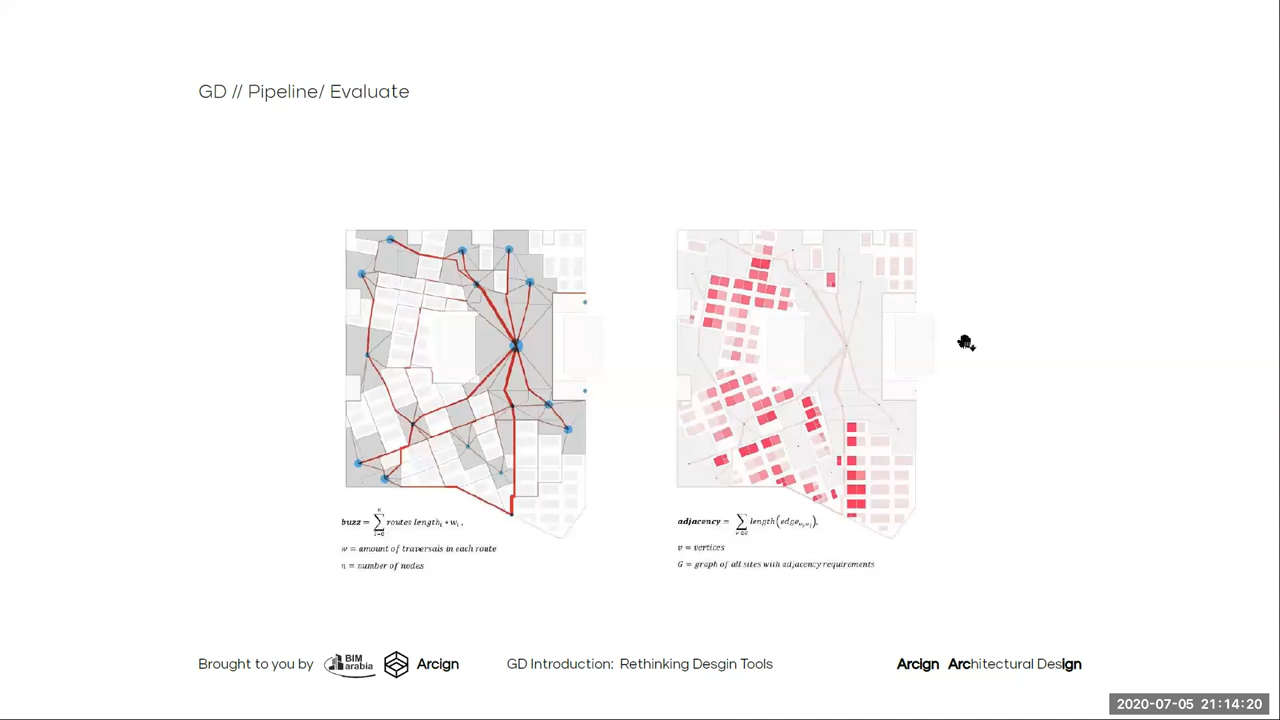 GD // Pipeline/ Evaluate
buzz = n∑i=0 routes length i * w i ,
w = amount of traversals in each route
n = number of nodes
adjacency = ∑ v∈G length(edge v i v j ),
v = vertices
G = graph of all sites with adjacency requirements
Brought to you by
BIM
arabia
Arcign
GD Introduction: Rethinking Desgin Tools
Arcign Architectural Design
2020-07-05 21:14:20